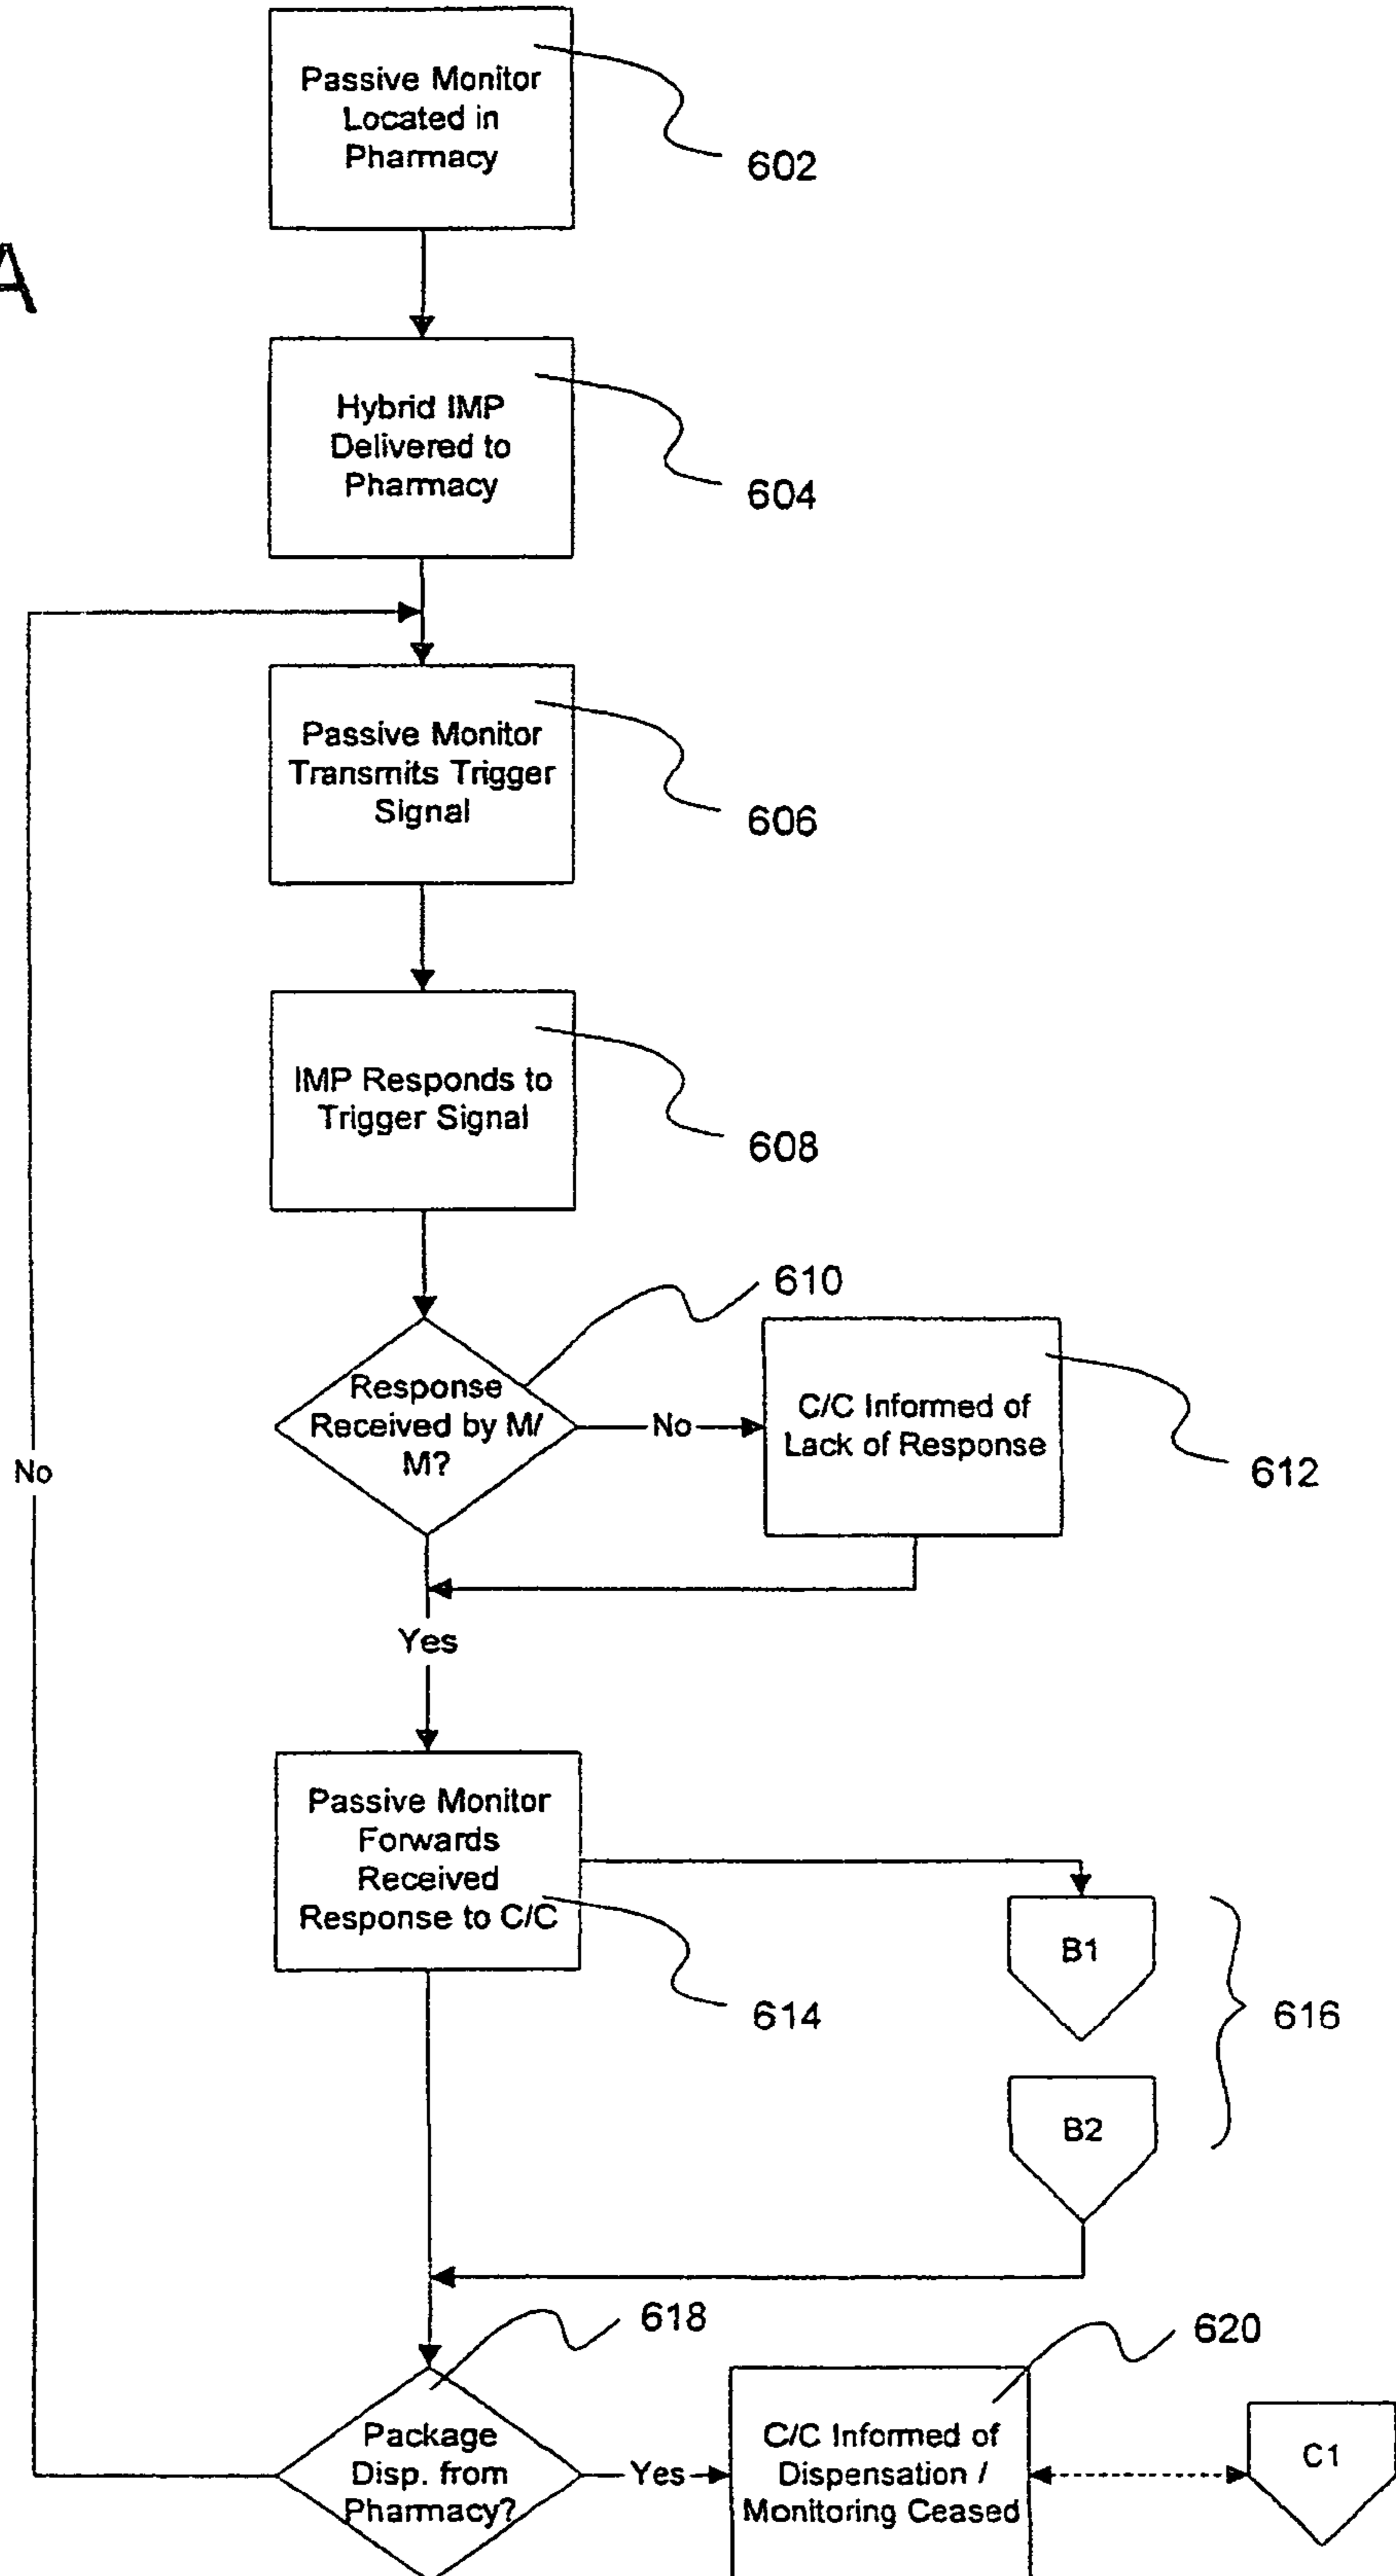 Passive Monitor
Located in
Pharmacy
602
A
Hybrid IMP
Delivered to
Pharmacy
604
Passive Monitor
Transmits Trigger
Signal
606
IMP Responds to
Trigger Signal
608
610
Response
Received by M/
M?
No
C/C Informed of
Lack of Response
612
No
Yes
Passive Monitor
Forwards
Received
Response to C/C
614
B1
616
B2
618
620
Package
Disp. from
Pharmacy?
Yes
C/C Informed of
Dispensation /
Monitoring Ceased
C1